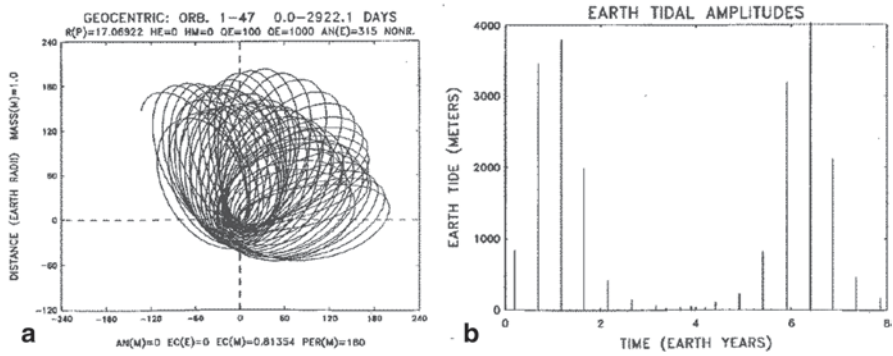 GEOCENTRIC: ORB. 1-47 0.0-2922.1 DAYS
R(P)=17.06922 HE=0 HM=0 QE=100 QE=1000 AN(E)=315 NONR.
240
180
120
60
0
-60
-120
-240 -180 -120 -60 0 60 120 180 240
DISTANCE (EARTH RADII) MASS(M)=1.0
a
AN(M)=0 EC(E)=0 EC(M)=0.81354 PER(M)=180
EARTH TIDAL AMPLITUDES
4000
3000
2000
1000
0
0 2 4 6 8
EARTH TIDE (METERS)
b
TIME (EARTH YEARS)